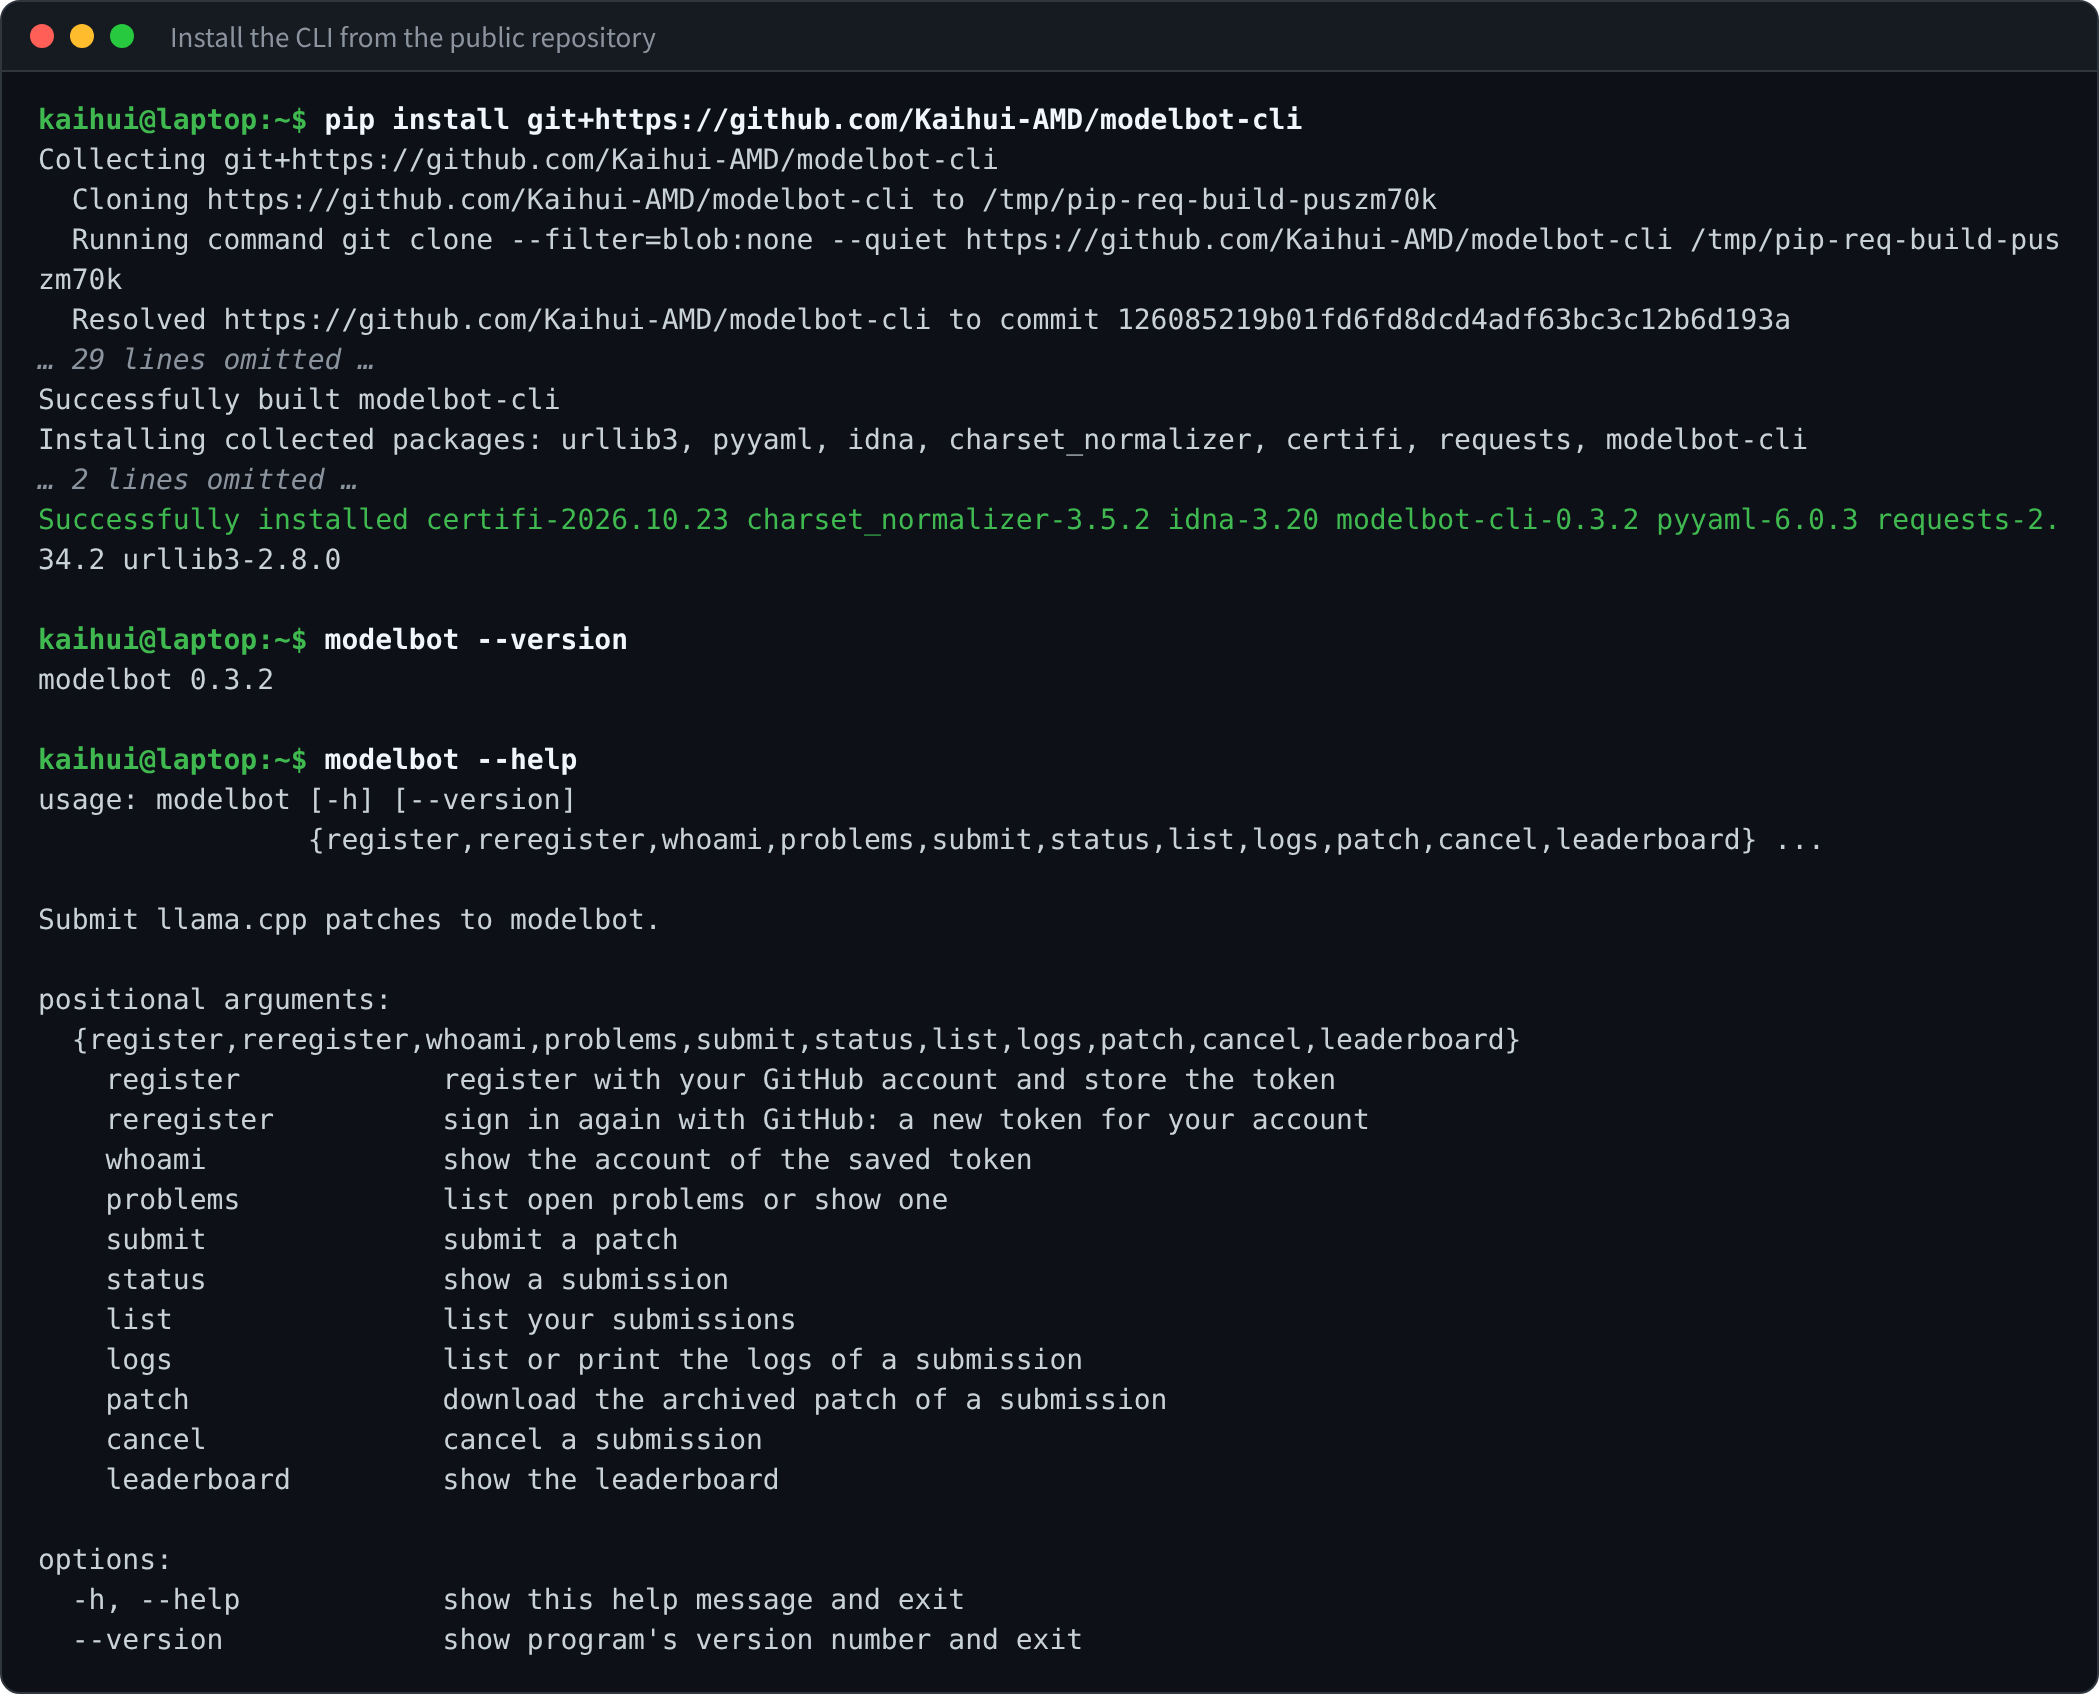 Install the CLI from the public repository
kaihui@laptop:~$ pip install git+https://github.com/Kaihui-AMD/modelbot-cli
Collecting git+https://github.com/Kaihui-AMD/modelbot-cli
  Cloning https://github.com/Kaihui-AMD/modelbot-cli to /tmp/pip-req-build-puszm70k
  Running command git clone --filter=blob:none --quiet https://github.com/Kaihui-AMD/modelbot-cli /tmp/pip-req-build-pus
zm70k
  Resolved https://github.com/Kaihui-AMD/modelbot-cli to commit 126085219b01fd6fd8dcd4adf63bc3c12b6d193a
… 29 lines omitted …
Successfully built modelbot-cli
Installing collected packages: urllib3, pyyaml, idna, charset_normalizer, certifi, requests, modelbot-cli
… 2 lines omitted …
Successfully installed certifi-2026.10.23 charset_normalizer-3.5.2 idna-3.20 modelbot-cli-0.3.2 pyyaml-6.0.3 requests-2.
34.2 urllib3-2.8.0

kaihui@laptop:~$ modelbot --version
modelbot 0.3.2

kaihui@laptop:~$ modelbot --help
usage: modelbot [-h] [--version]
                {register,reregister,whoami,problems,submit,status,list,logs,patch,cancel,leaderboard} ...

Submit llama.cpp patches to modelbot.

positional arguments:
  {register,reregister,whoami,problems,submit,status,list,logs,patch,cancel,leaderboard}
    register            register with your GitHub account and store the token
    reregister          sign in again with GitHub: a new token for your account
    whoami              show the account of the saved token
    problems            list open problems or show one
    submit              submit a patch
    status              show a submission
    list                list your submissions
    logs                list or print the logs of a submission
    patch               download the archived patch of a submission
    cancel              cancel a submission
    leaderboard         show the leaderboard

options:
  -h, --help            show this help message and exit
  --version             show program's version number and exit